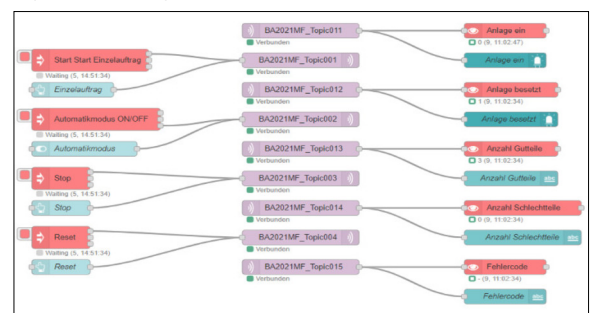 BA2021MF_Topic011
Verbunden
Anlage ein
0 (9, 11:02:47)
Start Start Einzelauftrag
Waiting (5, 14:51:34)
BA2021MF_Topic001
Verbunden
Anlage ein
Einzelauftrag
BA2021MF_Topic012
Verbunden
Anlage besetzt
1 (9, 11:02:34)
Automatikmodus ON/OFF
Waiting (5, 14:51:34)
BA2021MF_Topic002
Verbunden
Anlage besetzt
Automatikmodus
BA2021MF_Topic013
Verbunden
Anzahl Gutteile
3 (9, 11:02:34)
Stop
Waiting (5, 14:51:34)
BA2021MF_Topic003
Verbunden
Anzahl Gutteile
abc
Stop
BA2021MF_Topic014
Verbunden
Anzahl Schlechtteile
0 (9, 11:02:34)
Reset
Waiting (5, 14:51:34)
BA2021MF_Topic004
Verbunden
Anzahl Schlechtteile
abc
Reset
BA2021MF_Topic015
Verbunden
Fehlercode
- (9, 11:02:34)
Fehlercode
abc